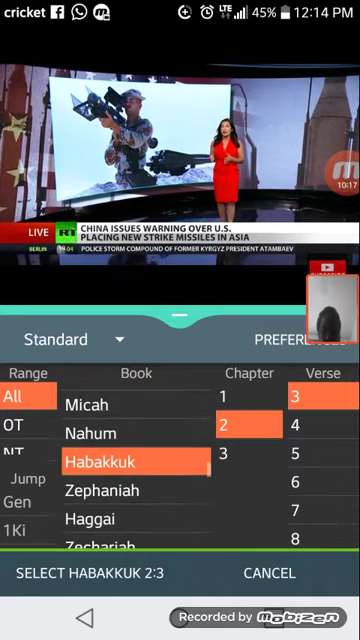 cricket
LTE
45%
12:14 PM
10:17
LIVE
RT
CHINA ISSUES WARNING OVER U.S.
PLACING NEW STRIKE MISSILES IN ASIA
BERLIN
POLICE STORM COMPOUND OF FORMER KYRGYZ PRESIDENT ATAMBAEV
Standard
Range
Book
Chapter
Verse
All
OT
NT
Jump
Gen
1Ki
Micah
Nahum
Habakkuk
Zephaniah
Haggai
Zechariah
1
2
3
3
4
5
6
7
8
SELECT HABAKKUK 2:3
CANCEL
Recorded by
MOBIZEN